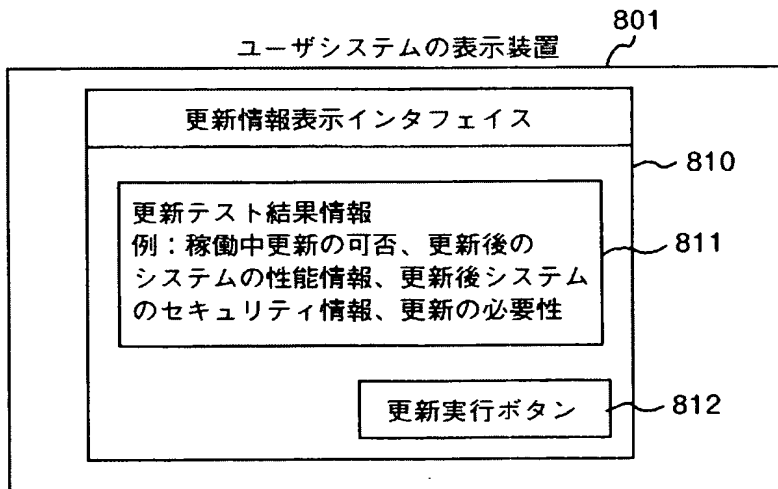 801
ユーザシステムの表示装置
更新情報表示インタフェイス
810
更新テスト結果情報
例：稼働中更新の可否、更新後の
システムの性能情報、更新後システム
のセキュリティ情報、更新の必要性
811
更新実行ボタン
812